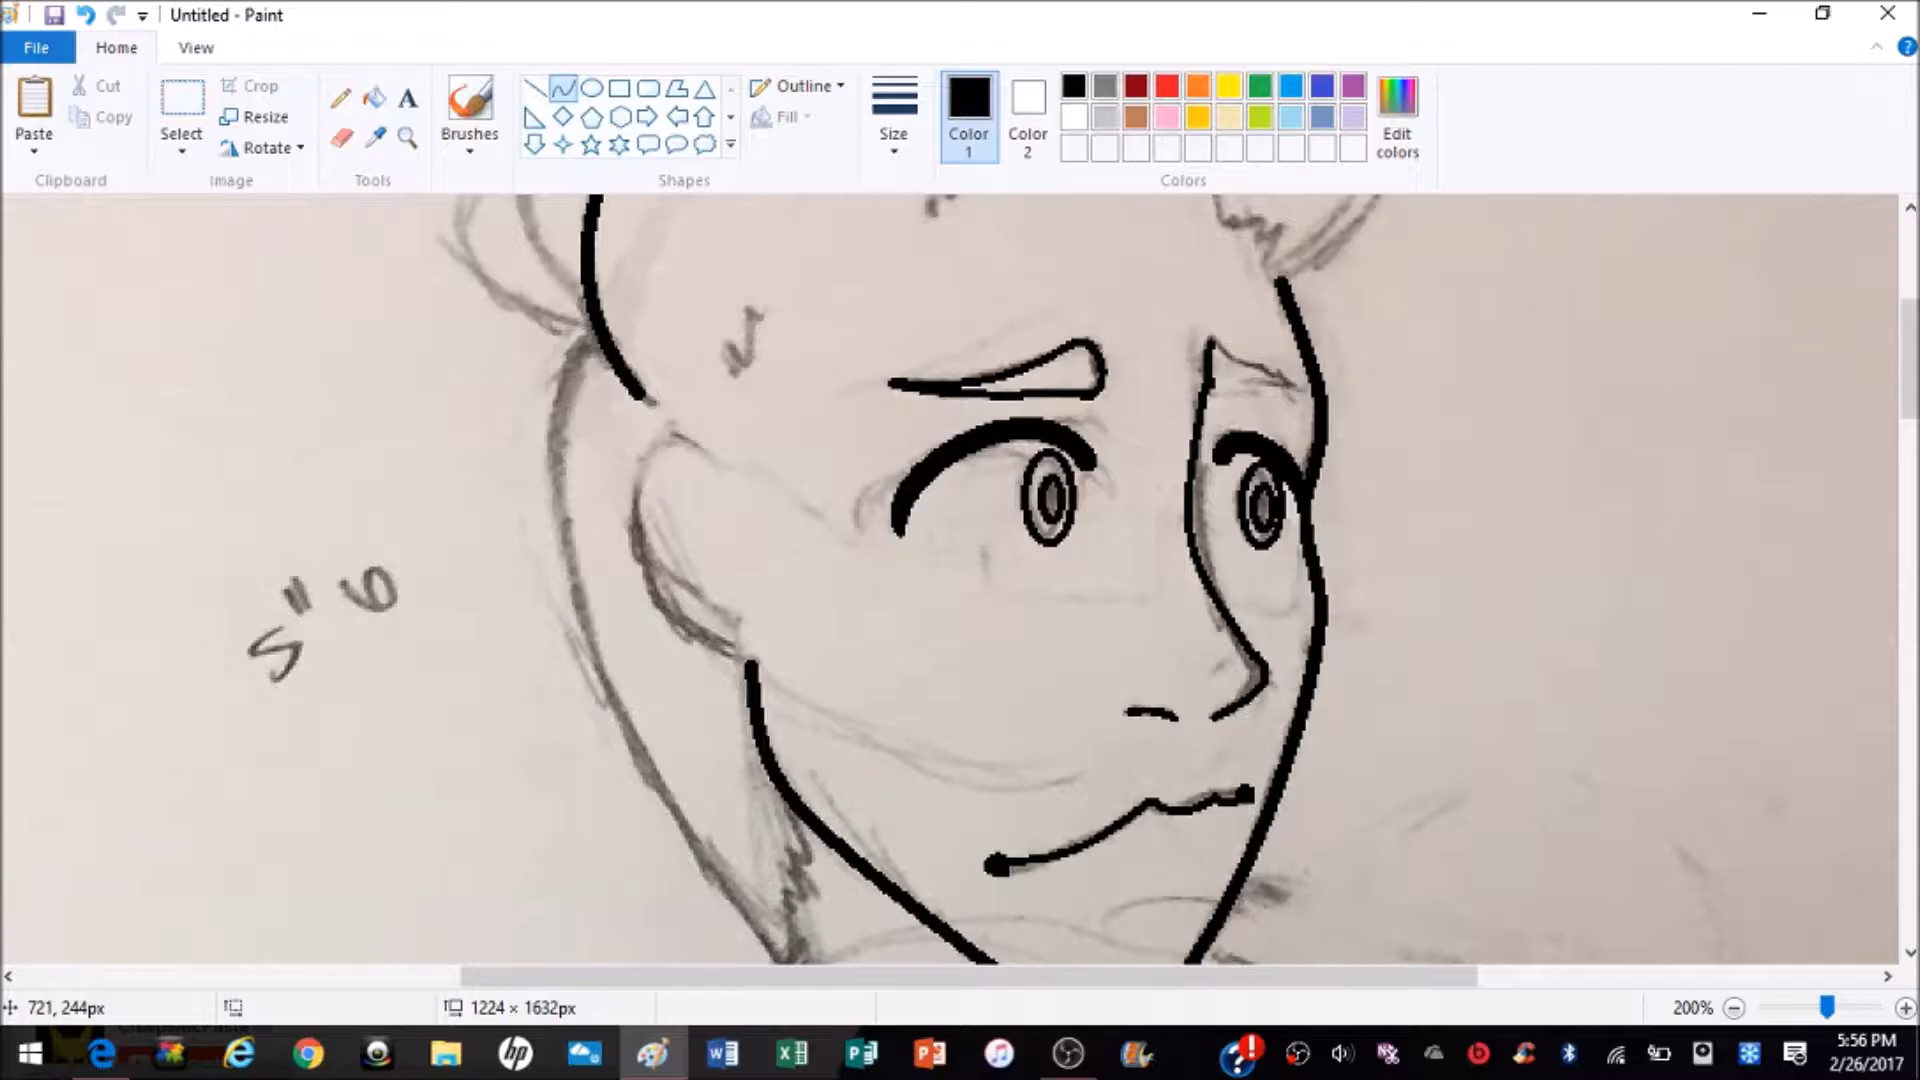 Untitled - Paint
File Home View
Paste
Cut
Copy
Clipboard
Select
Crop
Resize
Rotate
Image
Tools
Brushes
Shapes
Outline
Fill
Size
Color 1
Color 2
Edit colors
Colors
5" 6
721, 244px
1224 × 1632px
200%
5:56 PM
2/26/2017